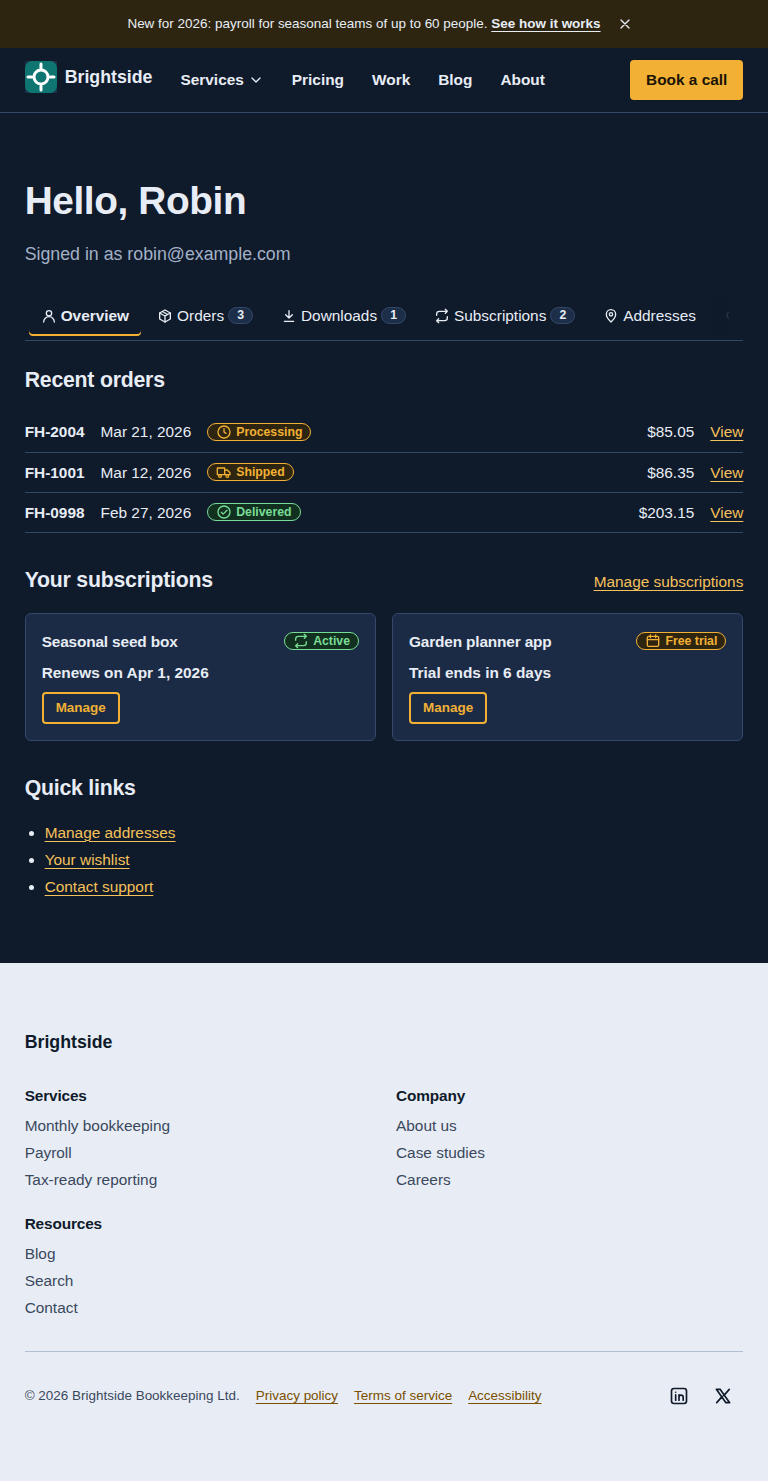 New for 2026: payroll for seasonal teams of up to 60 people. See how it works
Brightside
Services
Pricing
Work
Blog
About
Book a call
Hello, Robin
Signed in as robin@example.com
Overview
Orders 3
Downloads 1
Subscriptions 2
Addresses
Recent orders
FH-2004 Mar 21, 2026 Processing $85.05 View
FH-1001 Mar 12, 2026 Shipped $86.35 View
FH-0998 Feb 27, 2026 Delivered $203.15 View
Your subscriptions
Manage subscriptions
Seasonal seed box
Active
Renews on Apr 1, 2026
Manage
Garden planner app
Free trial
Trial ends in 6 days
Manage
Quick links
Manage addresses
Your wishlist
Contact support
Brightside
Services
Monthly bookkeeping
Payroll
Tax-ready reporting
Company
About us
Case studies
Careers
Resources
Blog
Search
Contact
© 2026 Brightside Bookkeeping Ltd. Privacy policy Terms of service Accessibility